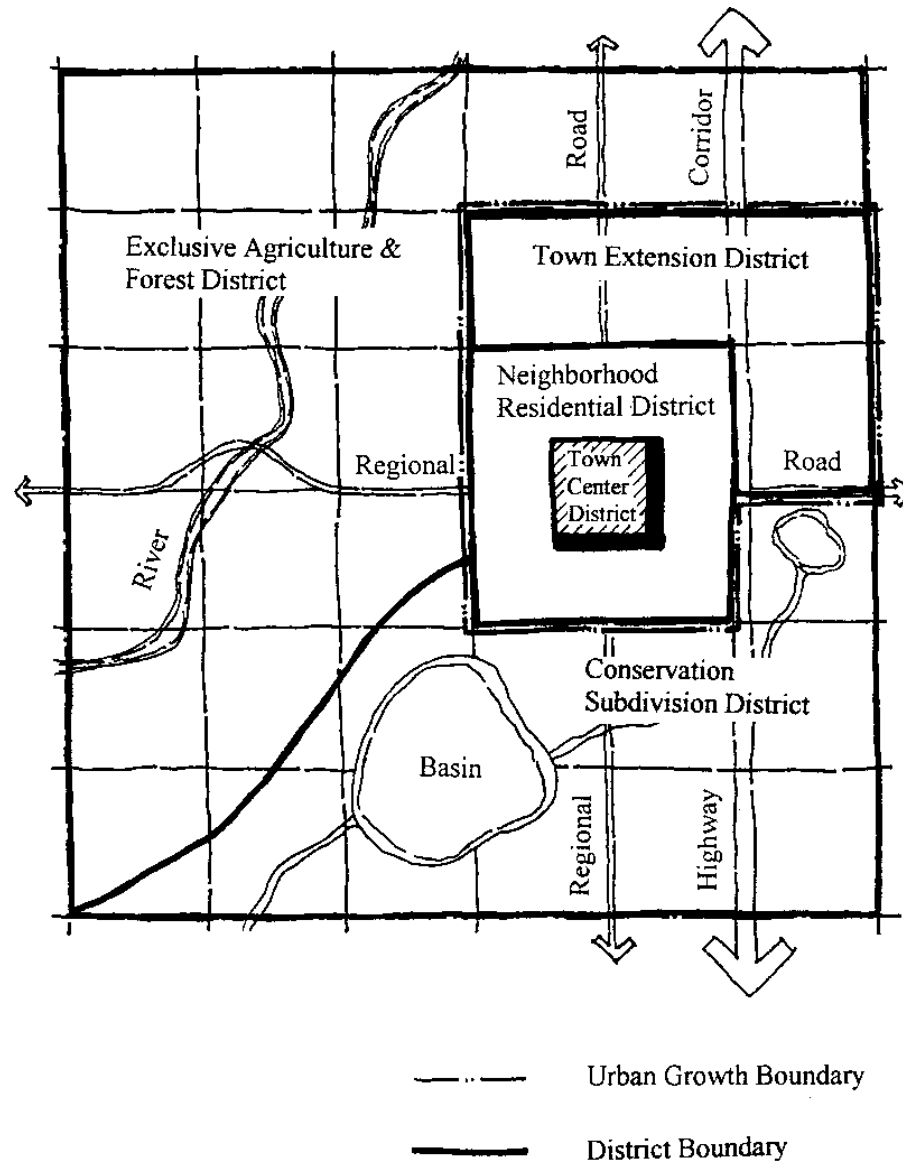 Road
Corridor
Exclusive Agriculture &
Forest District
Town Extension District
Neighborhood
Residential District
Regional
Town
Center
District
Road
River
Conservation
Subdivision District
Basin
Regional
Highway
Urban Growth Boundary
District Boundary